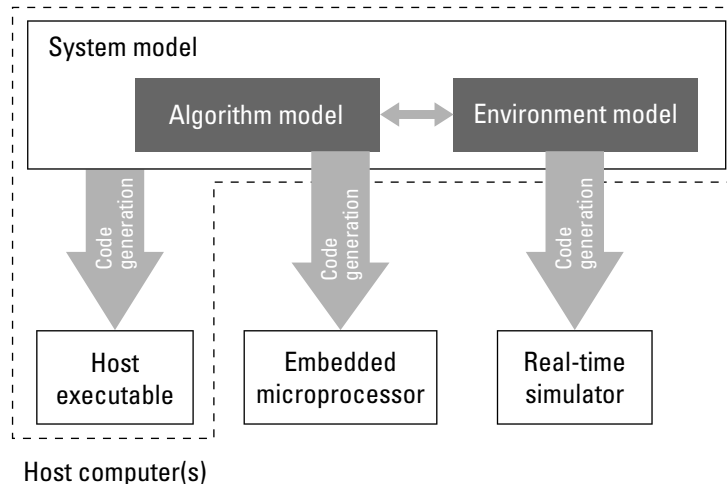 System model
Algorithm model
Environment model
Code
generation
Code
generation
Code
generation
Host
executable
Embedded
microprocessor
Real-time
simulator
Host computer(s)